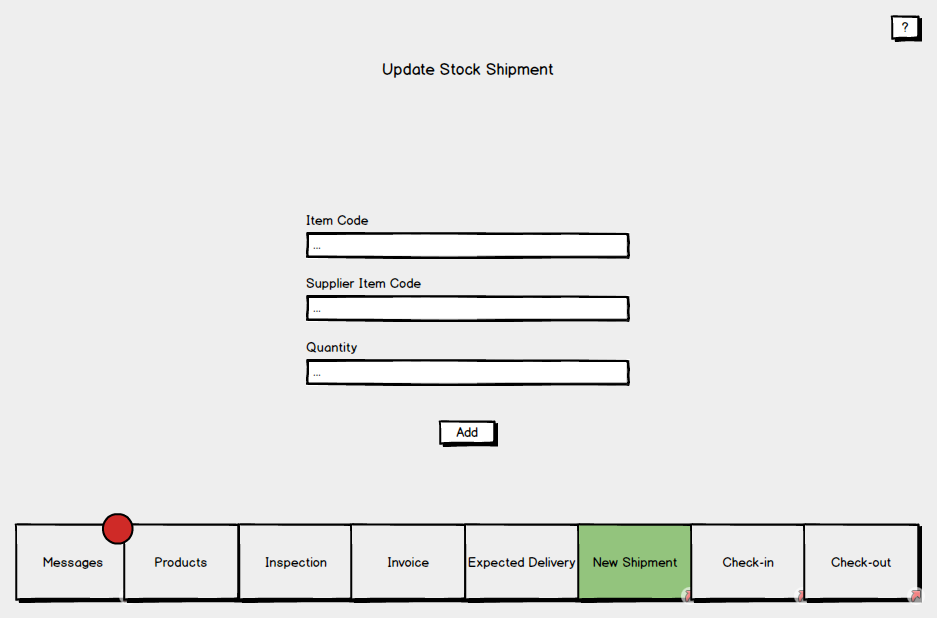 ?
Update Stock Shipment
Item Code
...
Supplier Item Code
...
Quantity
...
Add
Messages Products Inspection Invoice Expected Delivery New Shipment Check-in Check-out